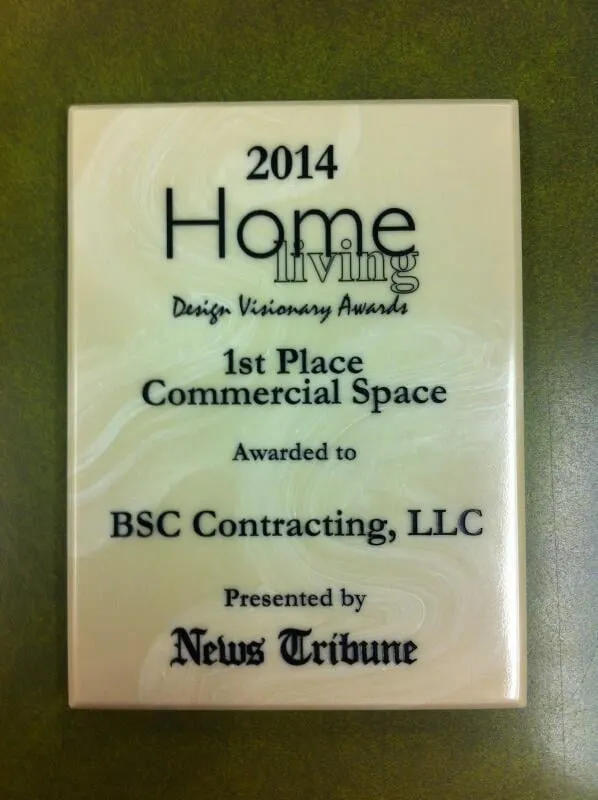 2014
Home
living
Design Visionary Awards
1st Place
Commercial Space
Awarded to
BSC Contracting, LLC
Presented by
News Tribune